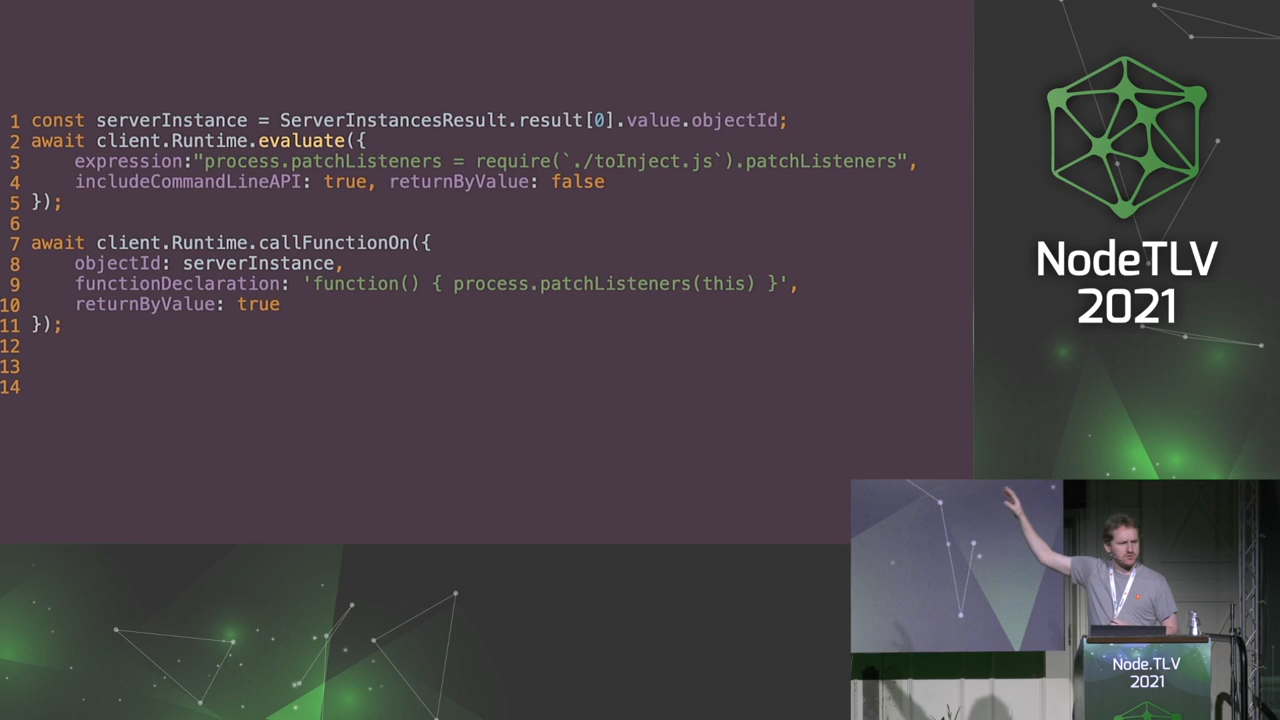 1 const serverInstance = ServerInstancesResult.result[0].value.objectId;
2 await client.Runtime.evaluate({
3     expression:"process.patchListeners = require(`./toInject.js`).patchListeners",
4     includeCommandLineAPI: true, returnByValue: false
5 });
6
7 await client.Runtime.callFunctionOn({
8     objectId: serverInstance,
9     functionDeclaration: 'function() { process.patchListeners(this) }',
10     returnByValue: true
11 });
12
13
14
NodeTLV
2021
Node.TLV
2021